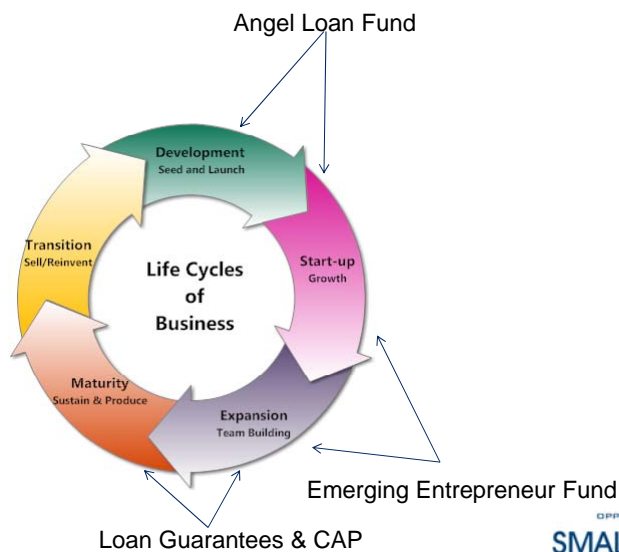 Angel Loan Fund
Development
Seed and Launch
Transition
Sell/Reinvent
Life Cycles
of
Business
Start-up
Growth
Maturity
Sustain & Produce
Expansion
Team Building
Emerging Entrepreneur Fund
Loan Guarantees & CAP